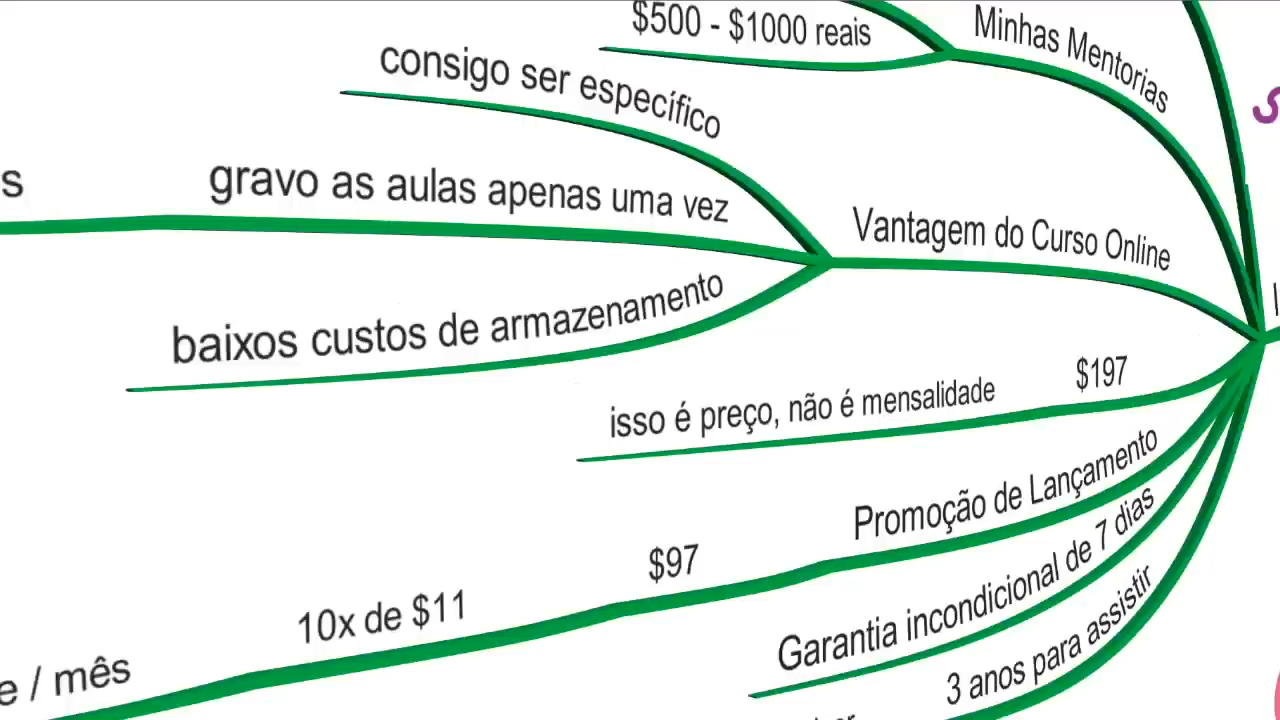 $500 - $1000 reais
Minhas Mentorias
consigo ser específico
gravo as aulas apenas uma vez
Vantagem do Curso Online
baixos custos de armazenamento
$197
isso é preço, não é mensalidade
Promoção de Lançamento
$97
10x de $11
/ mês
Garantia incondicional de 7 dias
3 anos para assistir